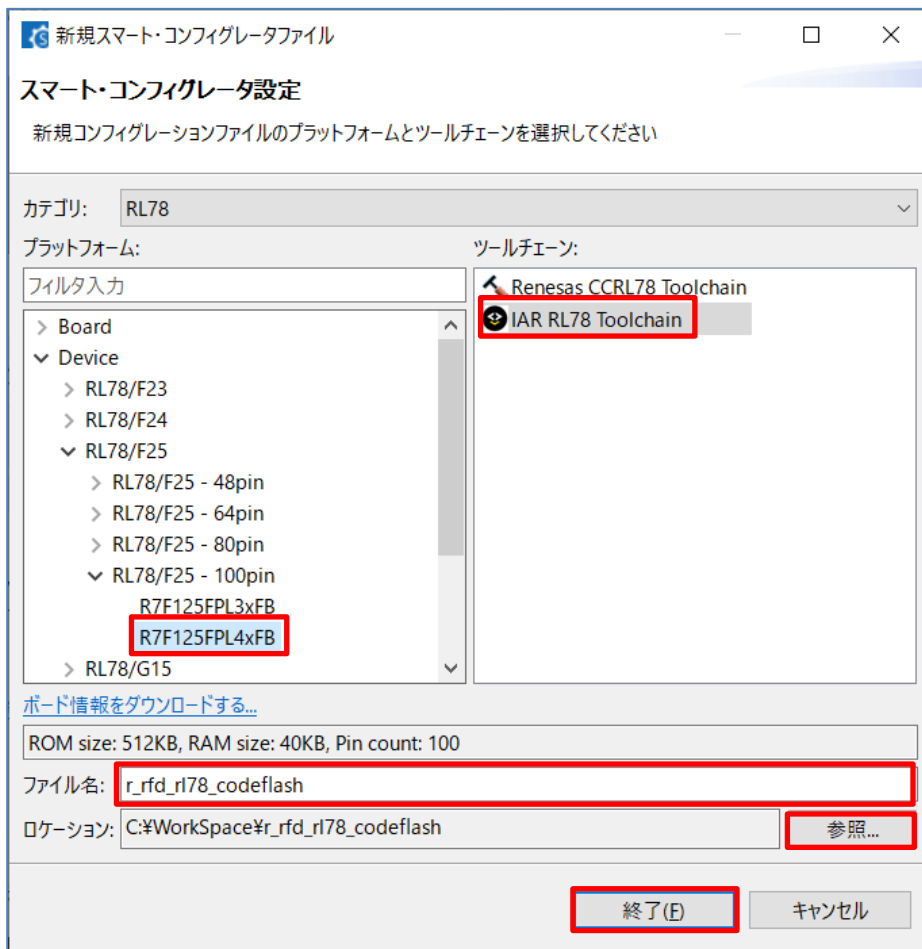 新規スマート・コンフィグレータファイル
スマート・コンフィグレータ設定
新規コンフィグレーションファイルのプラットフォームとツールチェーンを選択してください
カテゴリ: RL78
プラットフォーム:
フィルタ入力
Board
Device
RL78/F23
RL78/F24
RL78/F25
RL78/F25 - 48pin
RL78/F25 - 64pin
RL78/F25 - 80pin
RL78/F25 - 100pin
R7F125FPL3xFB
R7F125FPL4xFB
RL78/G15
ツールチェーン:
Renesas CCRL78 Toolchain
IAR RL78 Toolchain
ボード情報をダウンロードする...
ROM size: 512KB, RAM size: 40KB, Pin count: 100
ファイル名: r_rfd_rl78_codeflash
ロケーション: C:¥WorkSpace¥r_rfd_rl78_codeflash 参照...
終了(F) キャンセル